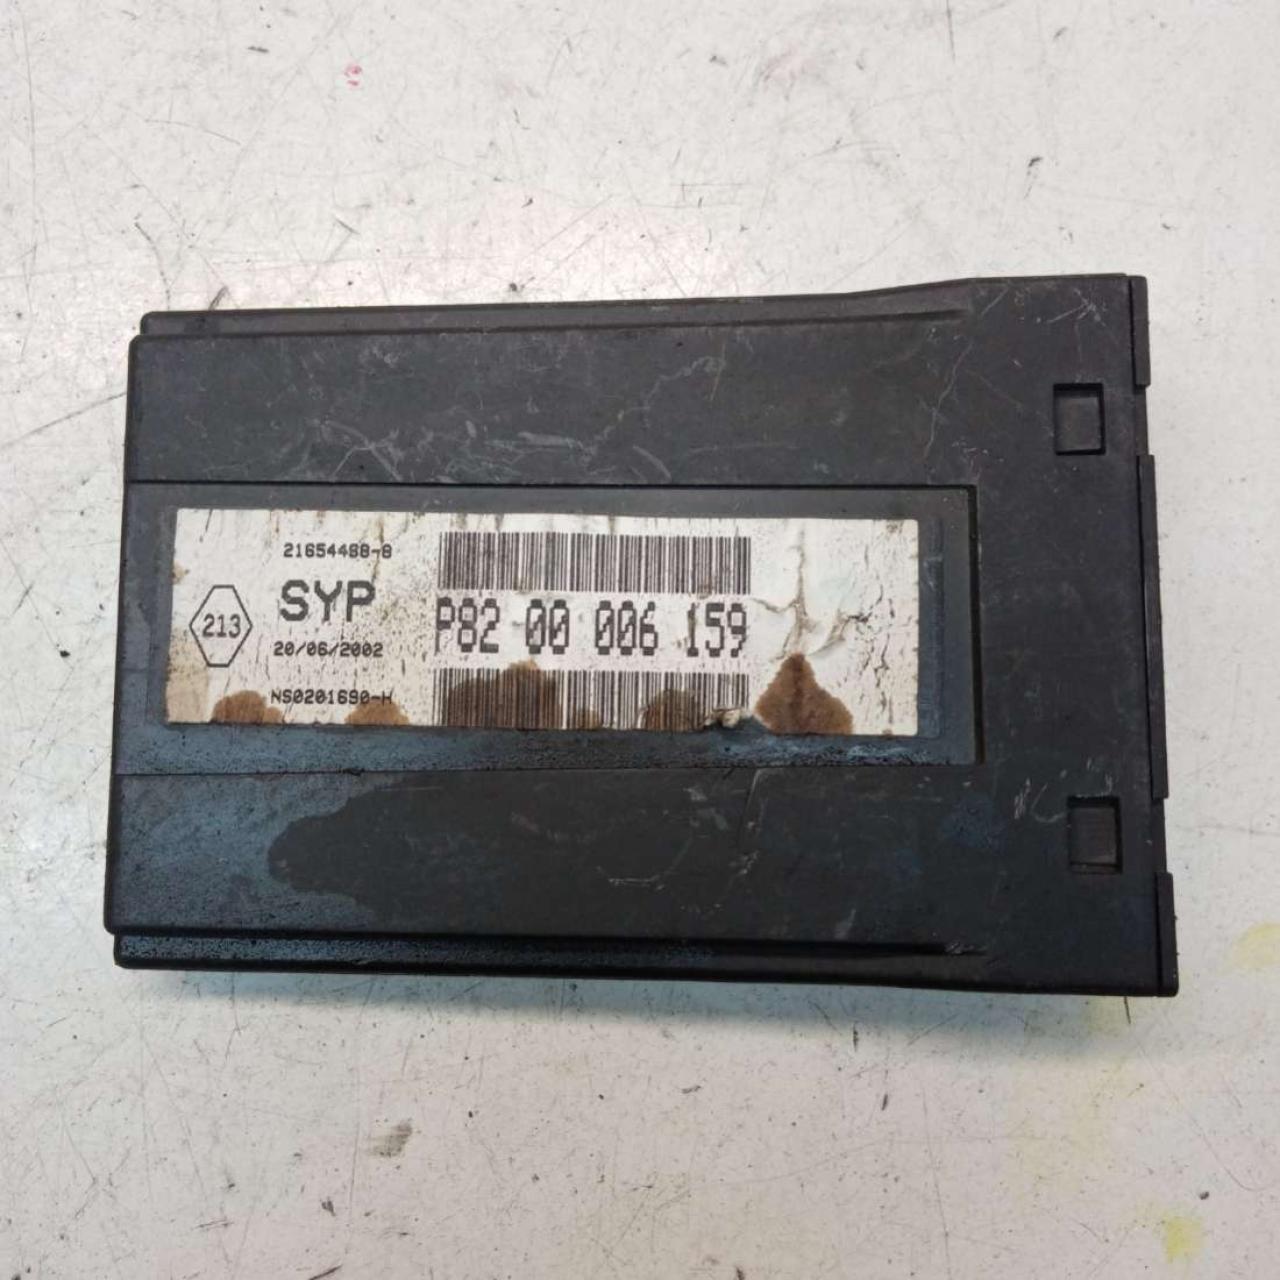 21654488-8
213
SYP
20/06/2002
NS0201690-H
P82 00 006 159